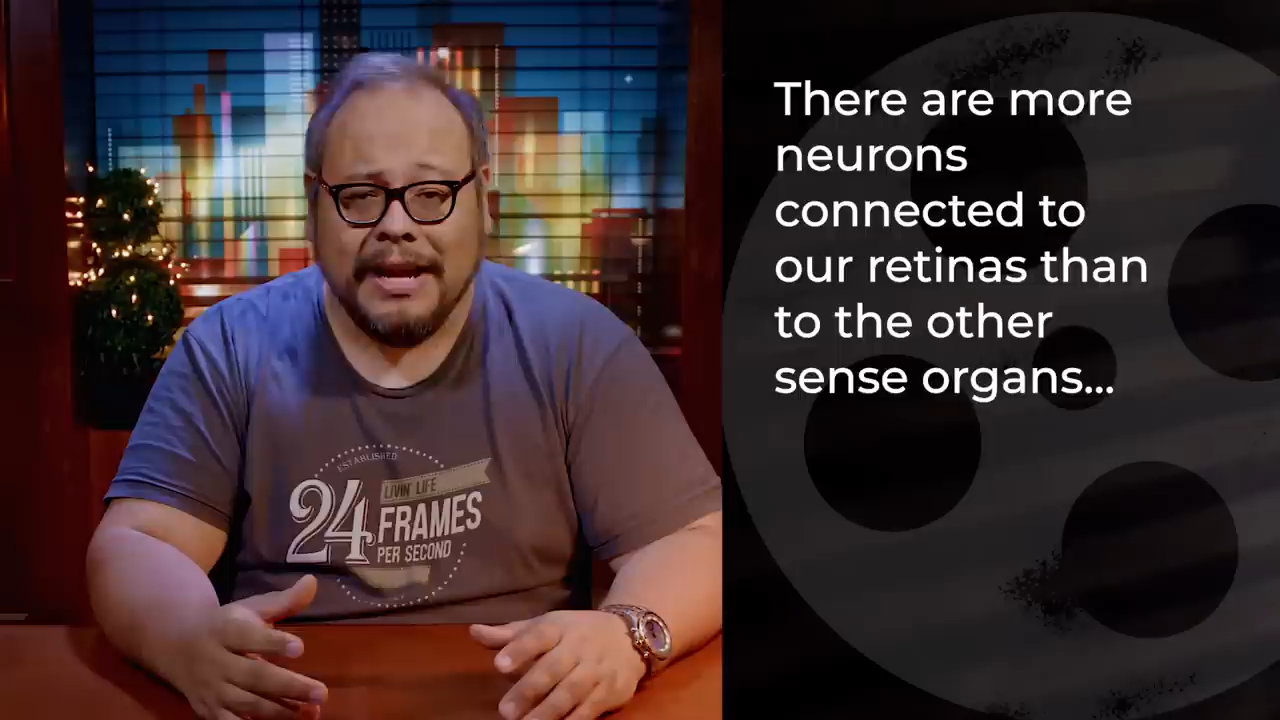 There are more
neurons
connected to
our retinas than
to the other
sense organs...
ESTABLISHED
24
LIVIN' LIFE
FRAMES
PER SECOND